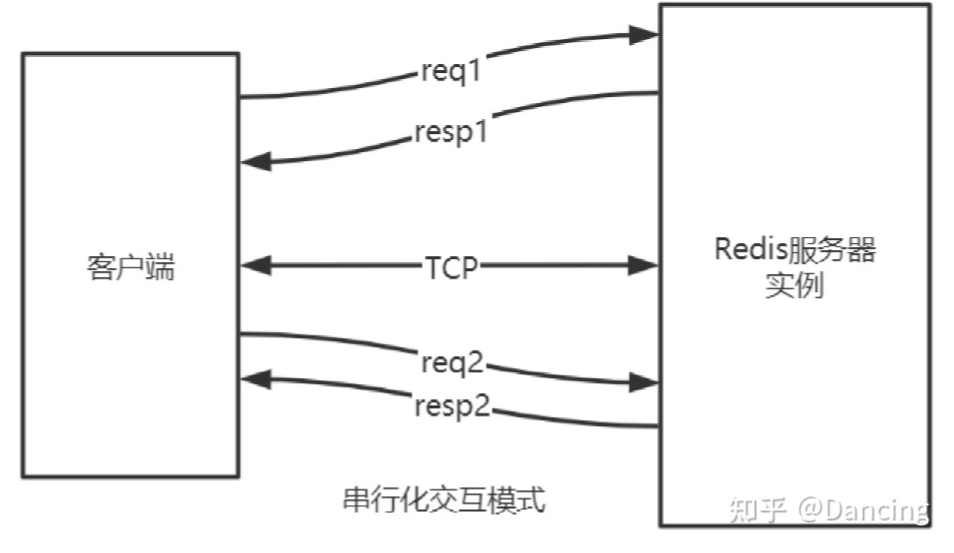 req1
resp1
客户端
TCP
Redis服务器
实例
req2
resp2
串行化交互模式
知乎 @Dancing